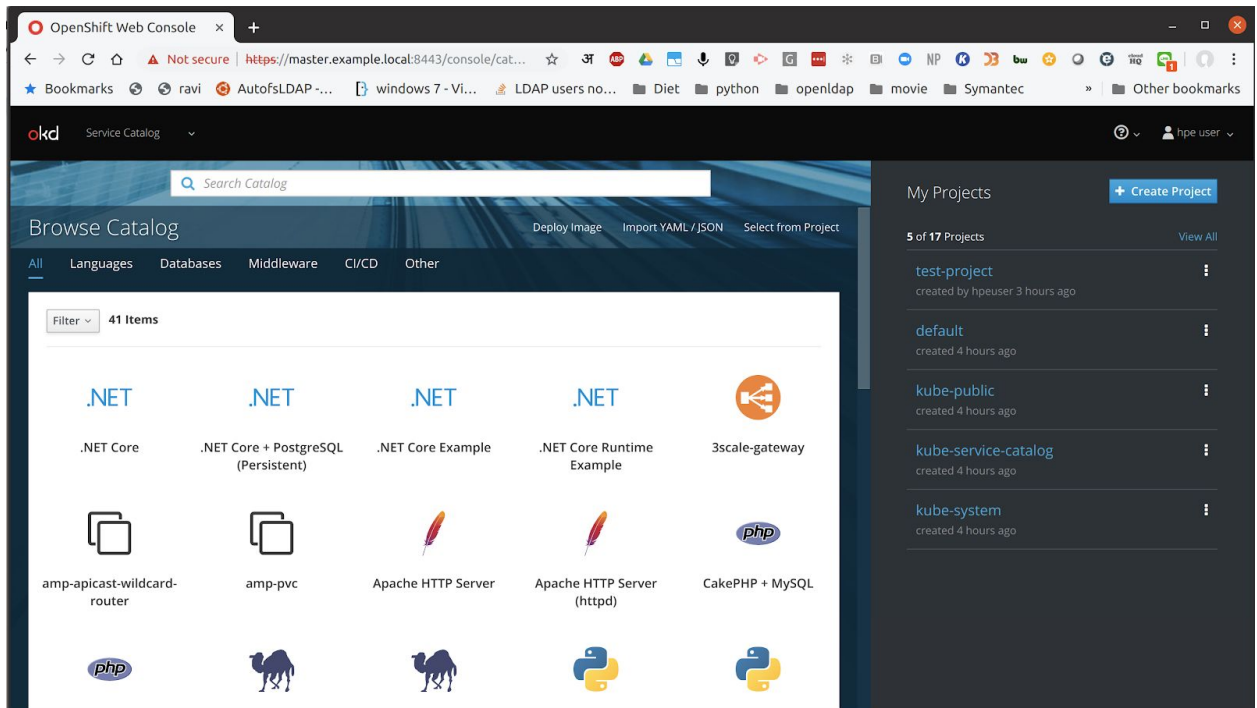 OpenShift Web Console
Not secure | https://master.example.local:8443/console/cat...
Bookmarks ravi AutofsLDAP -... windows 7 - Vi... LDAP users no... Diet python openldap movie Symantec » Other bookmarks
okd Service Catalog hpe user
Search Catalog
Browse Catalog
Deploy Image Import YAML / JSON Select from Project
All Languages Databases Middleware CI/CD Other
Filter 41 Items
.NET .NET .NET .NET
.NET Core
.NET Core + PostgreSQL
(Persistent)
.NET Core Example
.NET Core Runtime
Example
3scale-gateway
php
amp-apicast-wildcard-
router
amp-pvc
Apache HTTP Server
Apache HTTP Server
(httpd)
CakePHP + MySQL
php
My Projects
+ Create Project
5 of 17 Projects View All
test-project
created by hpeuser 3 hours ago
default
created 4 hours ago
kube-public
created 4 hours ago
kube-service-catalog
created 4 hours ago
kube-system
created 4 hours ago